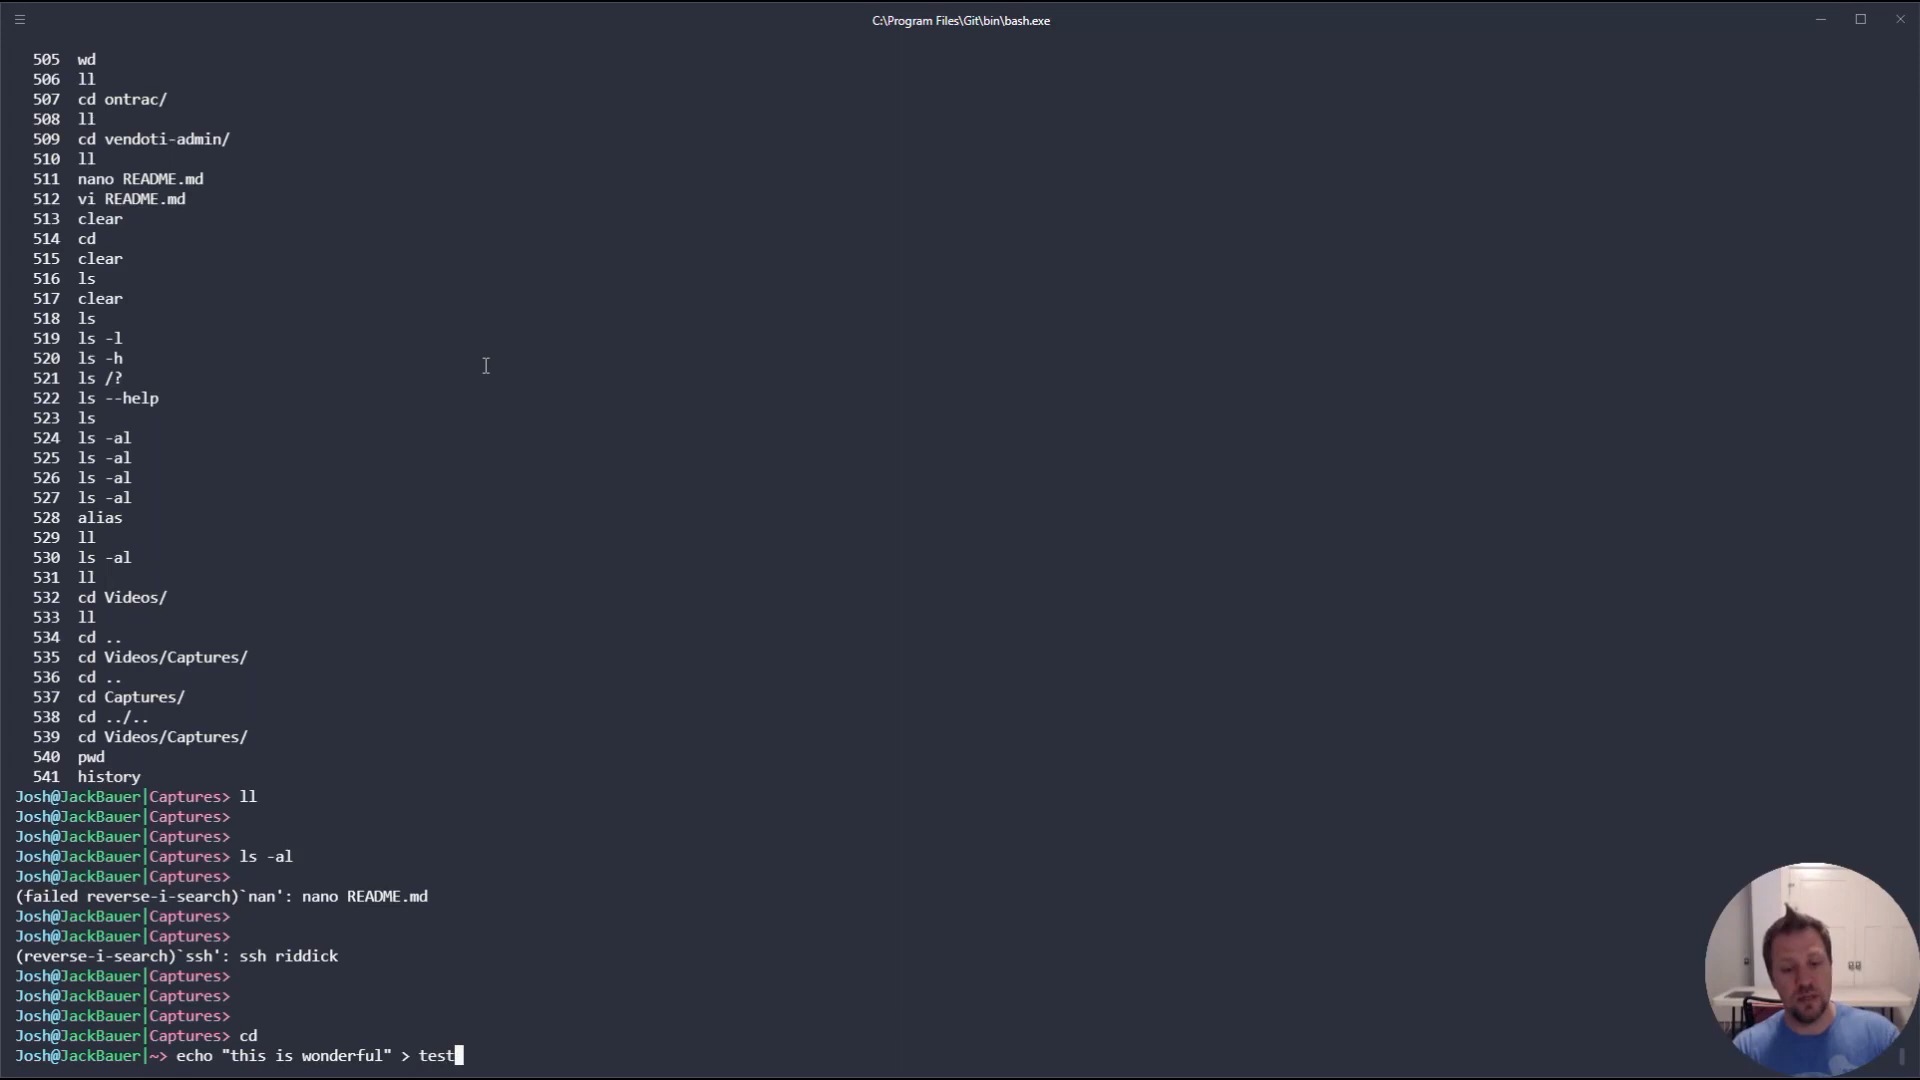 C:\Program Files\Git\bin\bash.exe
505 wd
506 ll
507 cd ontrac/
508 ll
509 cd vendoti-admin/
510 ll
511 nano README.md
512 vi README.md
513 clear
514 cd
515 clear
516 ls
517 clear
518 ls
519 ls -l
520 ls -h
521 ls /?
522 ls --help
523 ls
524 ls -al
525 ls -al
526 ls -al
527 ls -al
528 alias
529 ll
530 ls -al
531 ll
532 cd Videos/
533 ll
534 cd ..
535 cd Videos/Captures/
536 cd ..
537 cd Captures/
538 cd ../..
539 cd Videos/Captures/
540 pwd
541 history
Josh@JackBauer|Captures> ll
Josh@JackBauer|Captures>
Josh@JackBauer|Captures>
Josh@JackBauer|Captures> ls -al
Josh@JackBauer|Captures>
(failed reverse-i-search)`nan': nano README.md
Josh@JackBauer|Captures>
Josh@JackBauer|Captures>
(reverse-i-search)`ssh': ssh riddick
Josh@JackBauer|Captures>
Josh@JackBauer|Captures>
Josh@JackBauer|Captures>
Josh@JackBauer|Captures> cd
Josh@JackBauer|~> echo "this is wonderful" > test